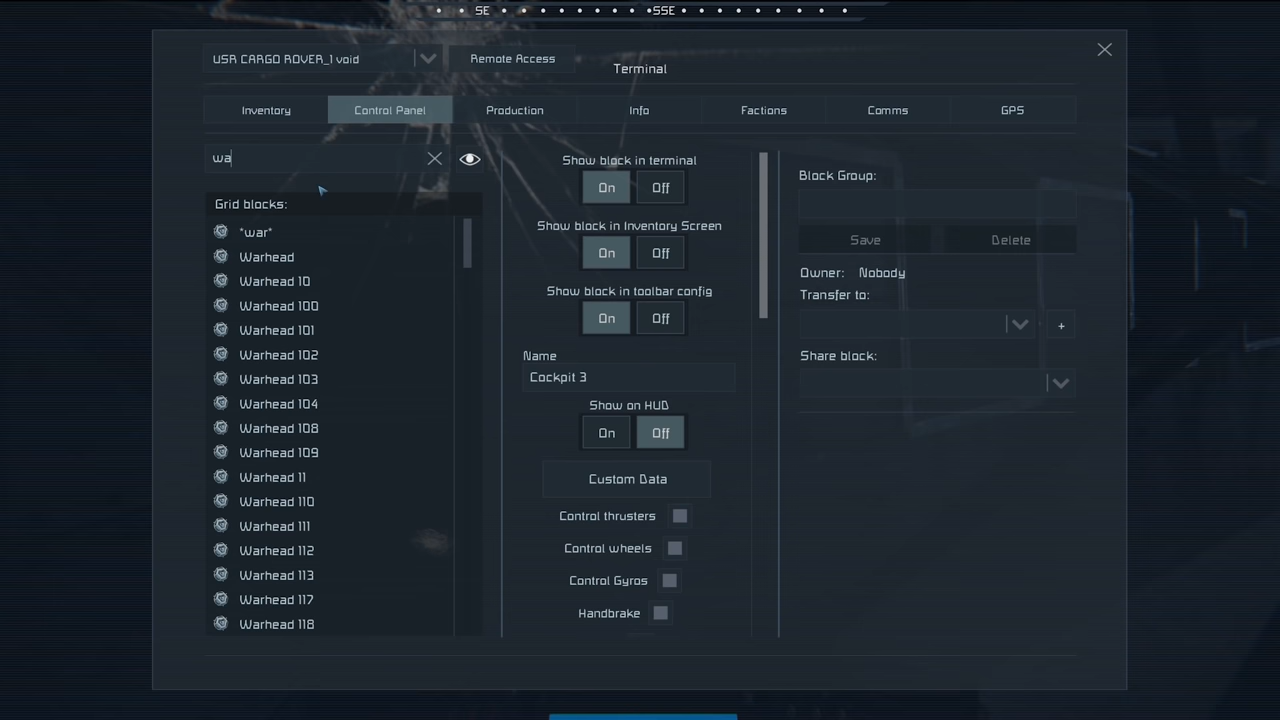 SE SSE
USR CARGO ROVER_1 void
Remote Access
Terminal
Inventory
Control Panel
Production
Info
Factions
Comms
GPS
wa
Grid blocks:
*war*
Warhead
Warhead 10
Warhead 100
Warhead 101
Warhead 102
Warhead 103
Warhead 104
Warhead 108
Warhead 109
Warhead 11
Warhead 110
Warhead 111
Warhead 112
Warhead 113
Warhead 117
Warhead 118
Show block in terminal
On Off
Show block in Inventory Screen
On Off
Show block in toolbar config
On Off
Name
Cockpit 3
Show on HUD
On Off
Custom Data
Control thrusters
Control wheels
Control Gyros
Handbrake
Block Group:
Save Delete
Owner: Nobody
Transfer to:
+
Share block: